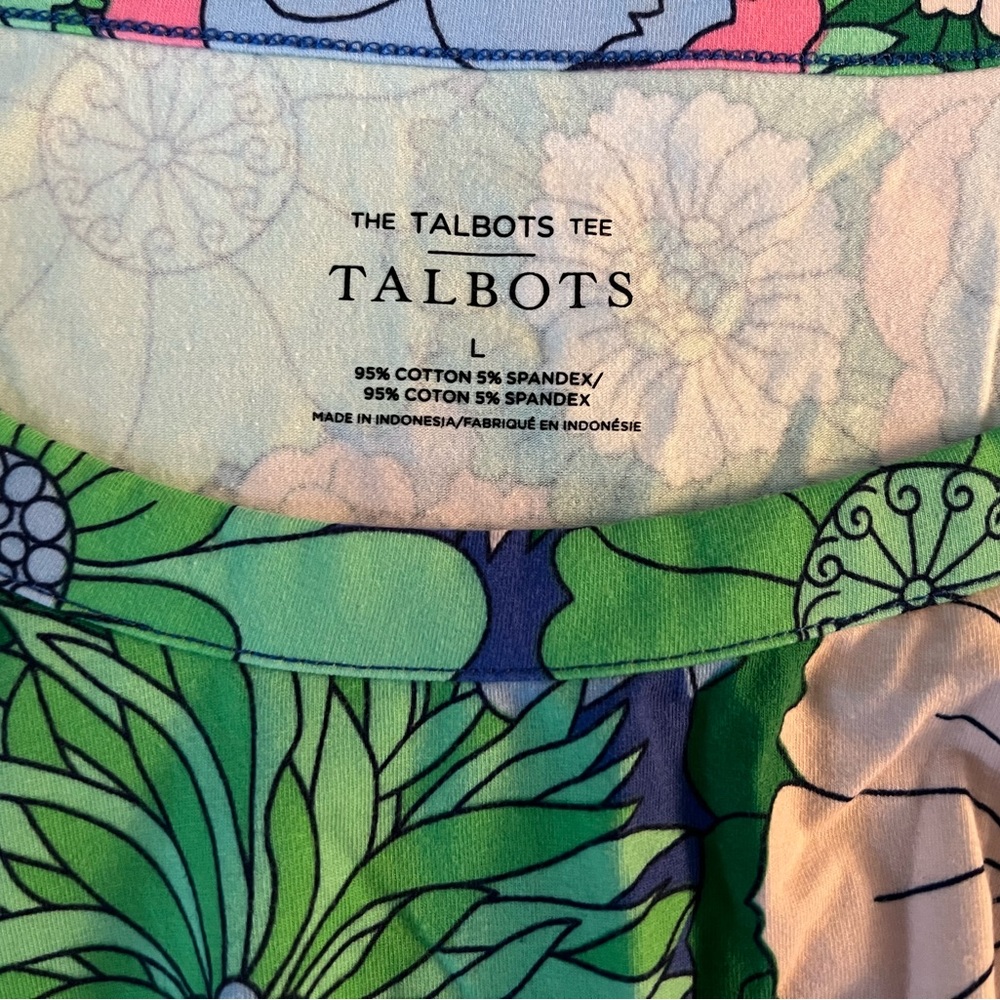 THE TALBOTS TEE
TALBOTS
L
95% COTTON 5% SPANDEX/
95% COTON 5% SPANDEX
MADE IN INDONESIA/FABRIQUÉ EN INDONÉSIE